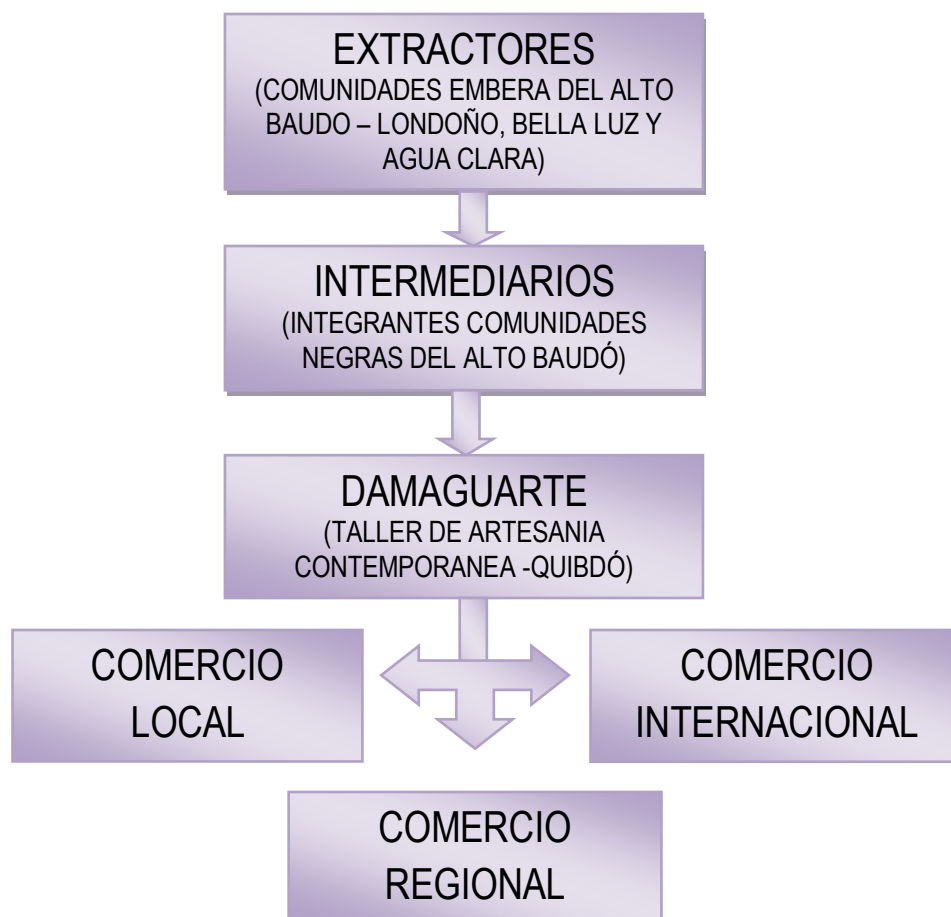 EXTRACTORES
(COMUNIDADES EMBERA DEL ALTO
BAUDO – LONDOÑO, BELLA LUZ Y
AGUA CLARA)
INTERMEDIARIOS
(INTEGRANTES COMUNIDADES
NEGRAS DEL ALTO BAUDÓ)
DAMAGUARTE
(TALLER DE ARTESANIA
CONTEMPORANEA -QUIBDÓ)
COMERCIO
LOCAL
COMERCIO
INTERNACIONAL
COMERCIO
REGIONAL